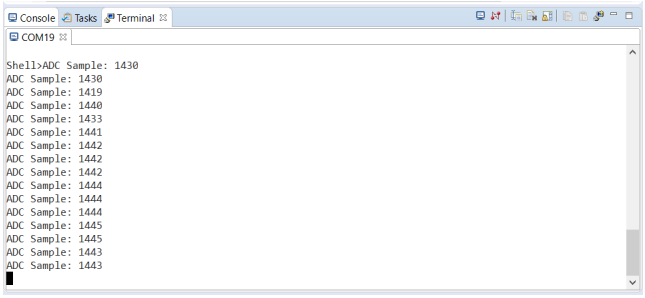 Console Tasks Terminal
COM19
Shell>ADC Sample: 1430
ADC Sample: 1430
ADC Sample: 1419
ADC Sample: 1440
ADC Sample: 1433
ADC Sample: 1441
ADC Sample: 1442
ADC Sample: 1442
ADC Sample: 1442
ADC Sample: 1444
ADC Sample: 1444
ADC Sample: 1444
ADC Sample: 1445
ADC Sample: 1445
ADC Sample: 1443
ADC Sample: 1443